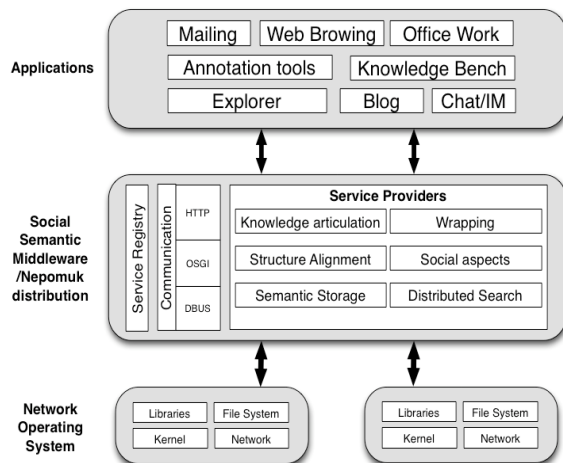 Applications
Mailing
Web Browing
Office Work
Annotation tools
Knowledge Bench
Explorer
Blog
Chat/IM
Social
Semantic
Middleware
/Nepomuk
distribution
Service Registry
Communication
HTTP
OSGI
DBUS
Service Providers
Knowledge articulation
Wrapping
Structure Alignment
Social aspects
Semantic Storage
Distributed Search
Network
Operating
System
Libraries
File System
Kernel
Network
Libraries
File System
Kernel
Network